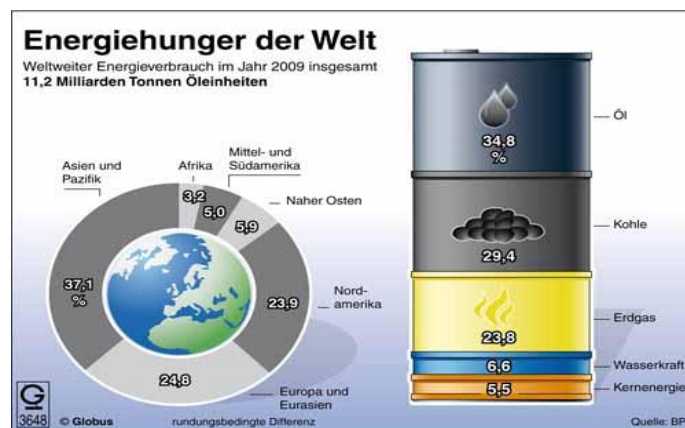 Energiehunger der Welt
Weltweiter Energieverbrauch im Jahr 2009 insgesamt
11,2 Milliarden Tonnen Öleinheiten
Asien und
Pazifik
Afrika
Mittel- und
Südamerika
Naher Osten
3,2
5,0
5,9
37,1
%
23,9
Nord-
amerika
24,8
Europa und
Eurasien
34,8
%
Öl
Kohle
29,4
Erdgas
23,8
6,6
Wasserkraft
5,5
Kernenergie
G
3648
© Globus
rundungsbedingte Differenz
Quelle: BP